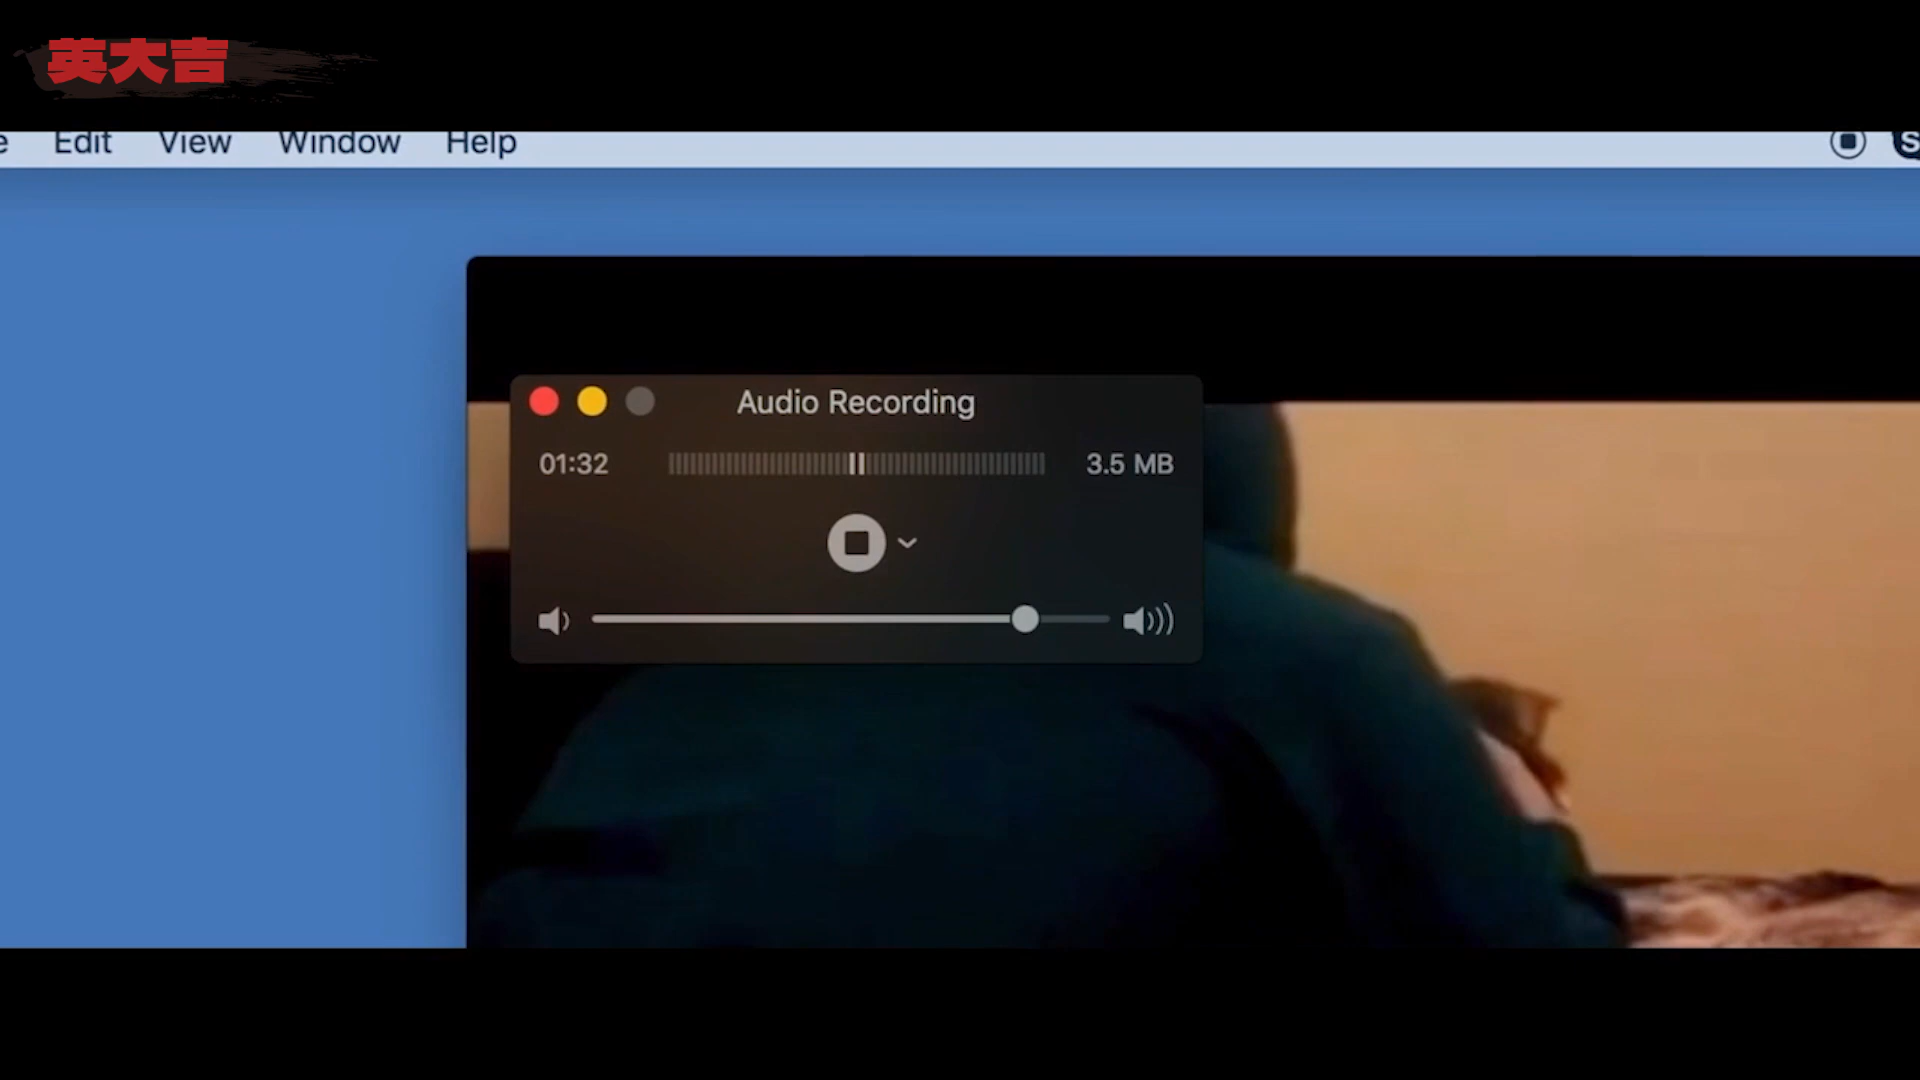 英大吉
Edit View Window Help
Audio Recording
01:32
3.5 MB